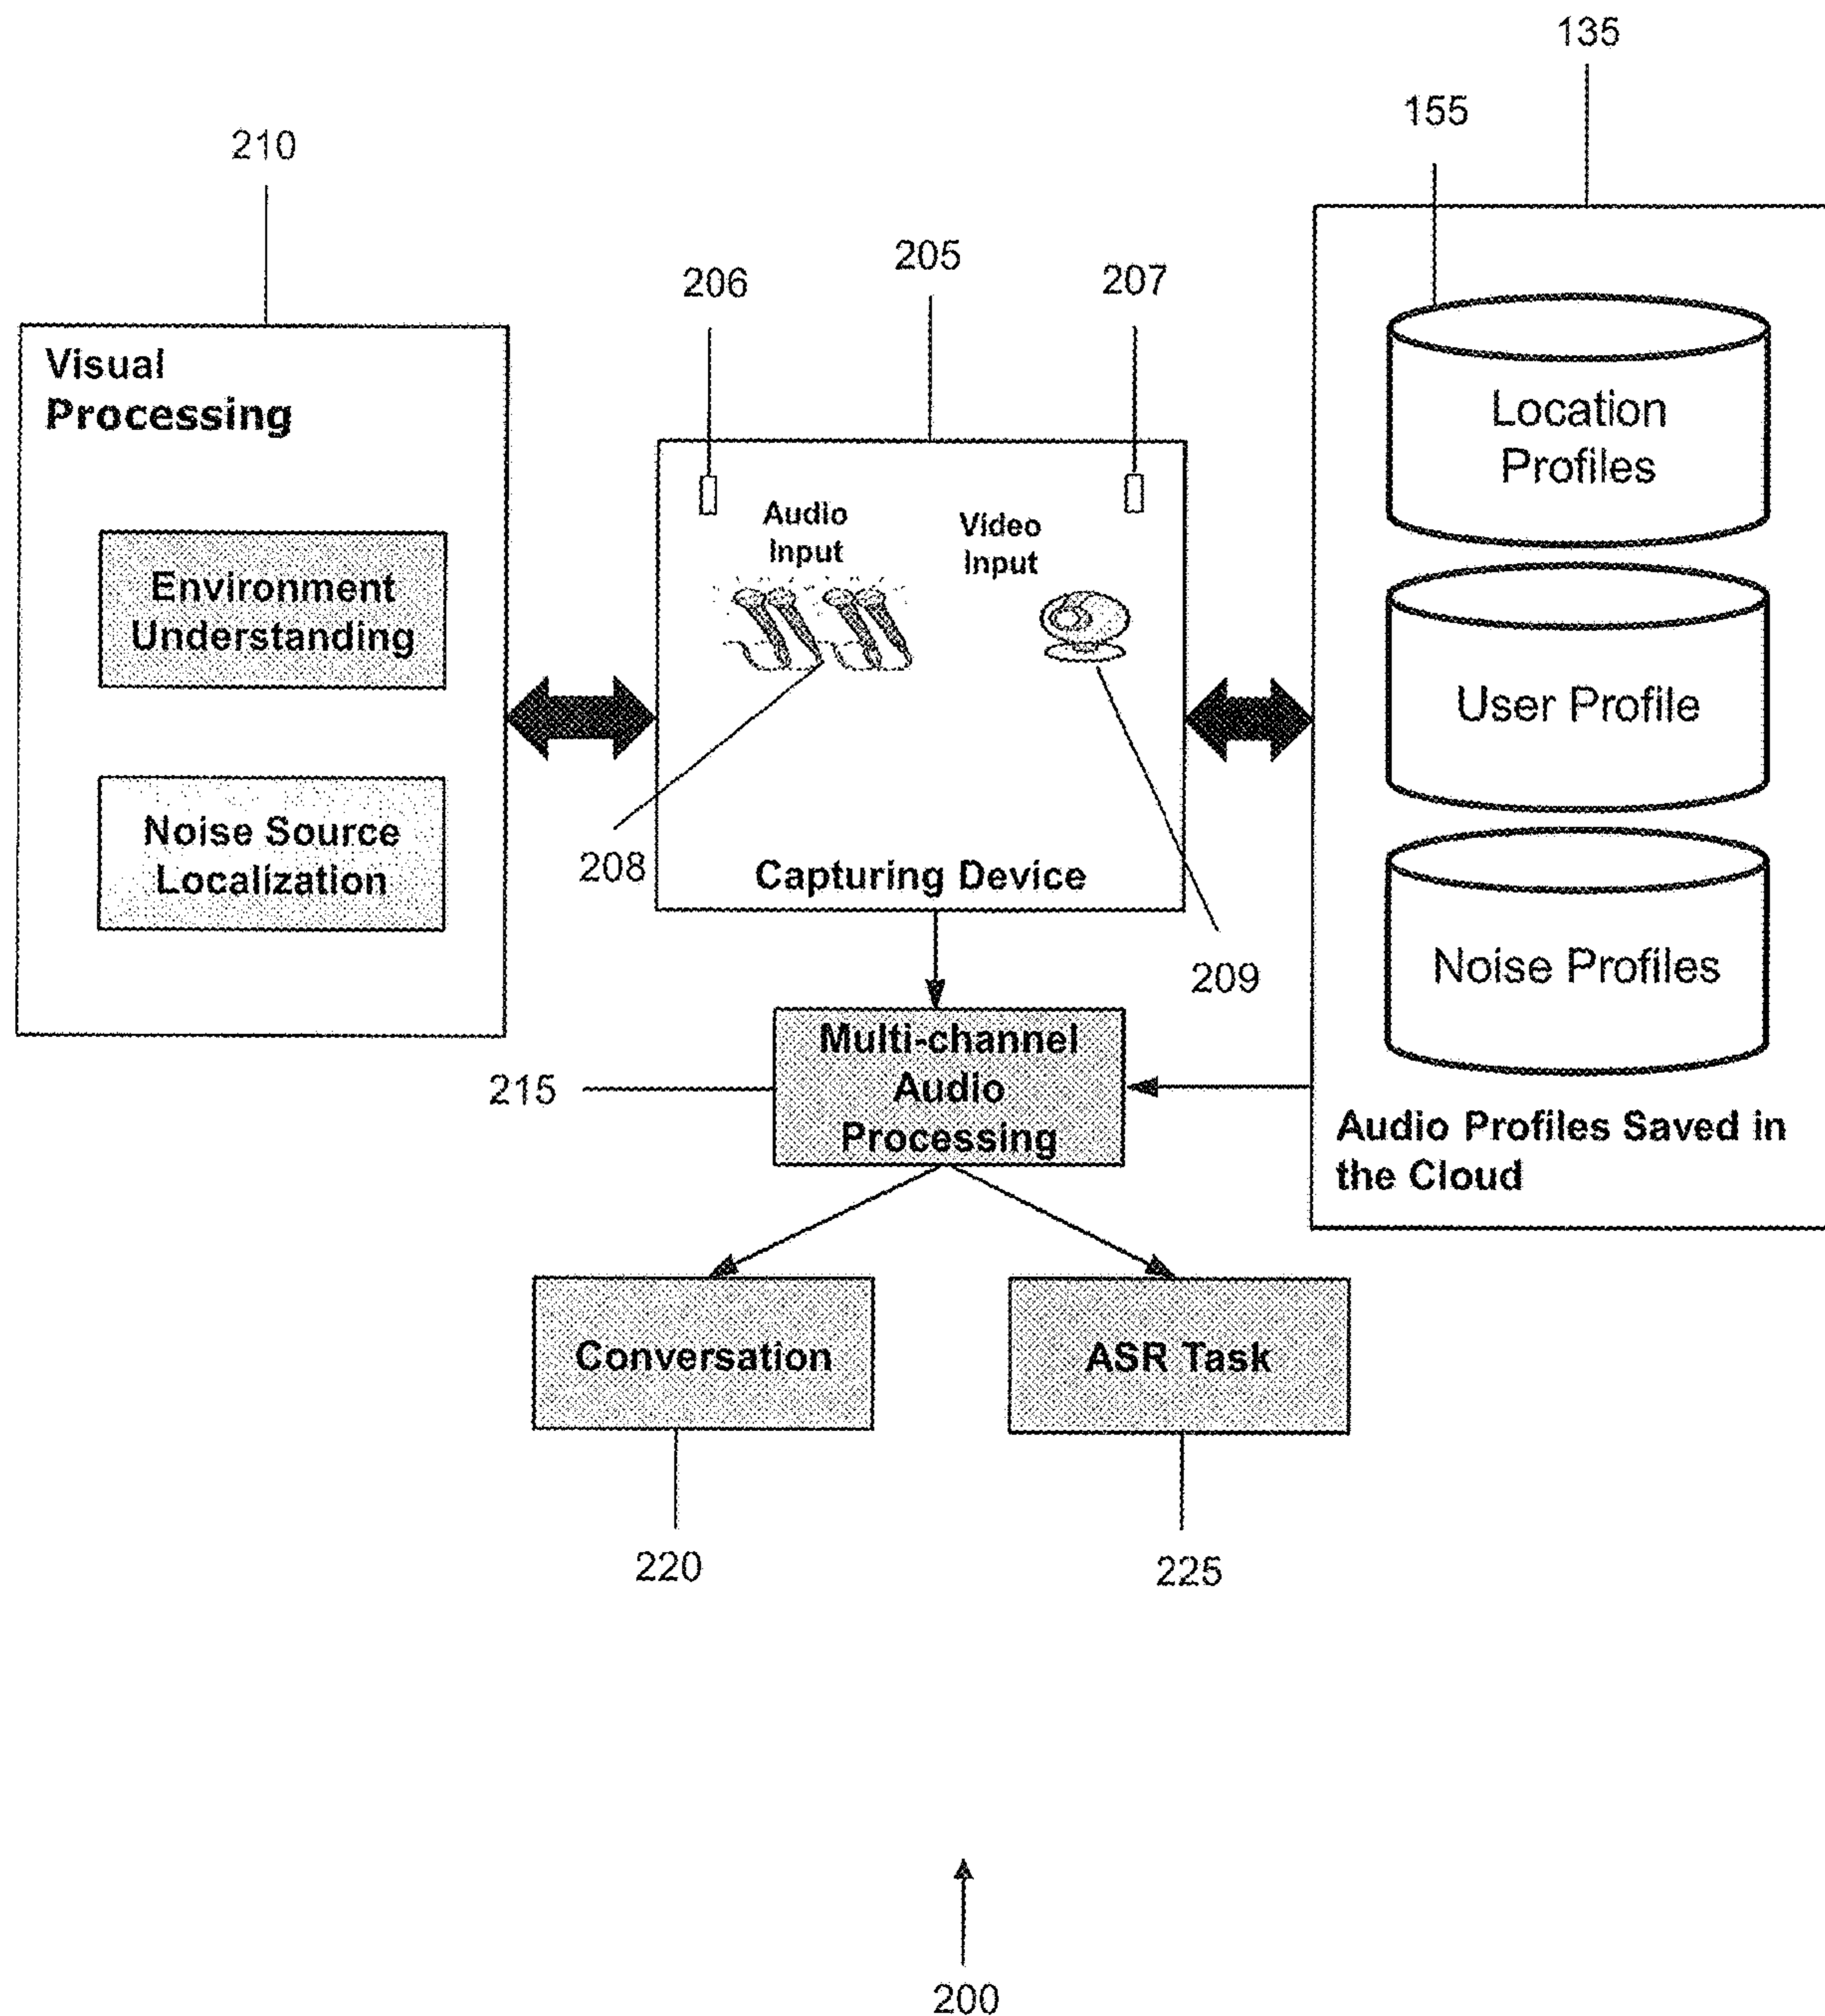 135
155
210
205
206
207
Visual
Processing
Environment
Understanding
Noise Source
Localization
Audio
Input
Video
Input
208
Capturing Device
209
Location
Profiles
User Profile
Noise Profiles
Audio Profiles Saved in
the Cloud
215
Multi-channel
Audio
Processing
Conversation
ASR Task
220
225
200